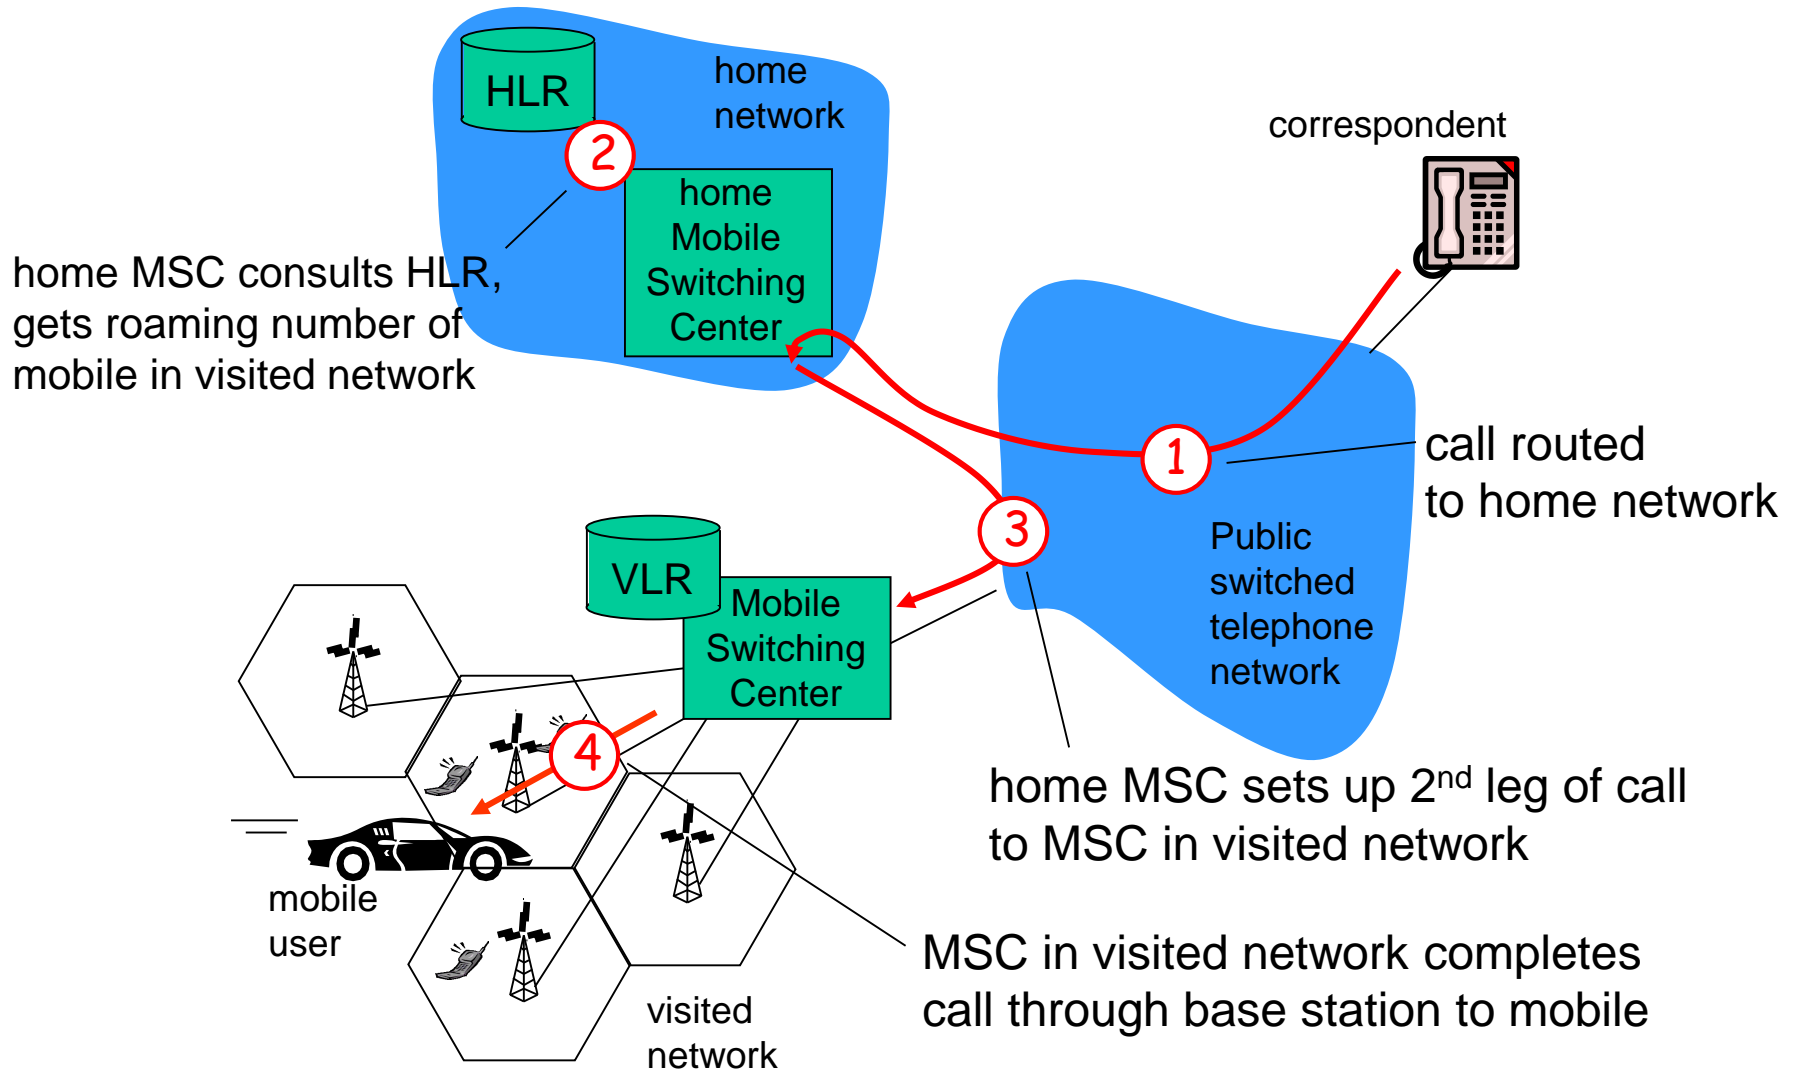 HLR
home
network
2
home
Mobile
Switching
Center
correspondent
home MSC consults HLR,
gets roaming number of
mobile in visited network
1
call routed
to home network
3
Public
switched
telephone
network
VLR
Mobile
Switching
Center
4
home MSC sets up 2nd leg of call
to MSC in visited network
mobile
user
MSC in visited network completes
call through base station to mobile
visited
network